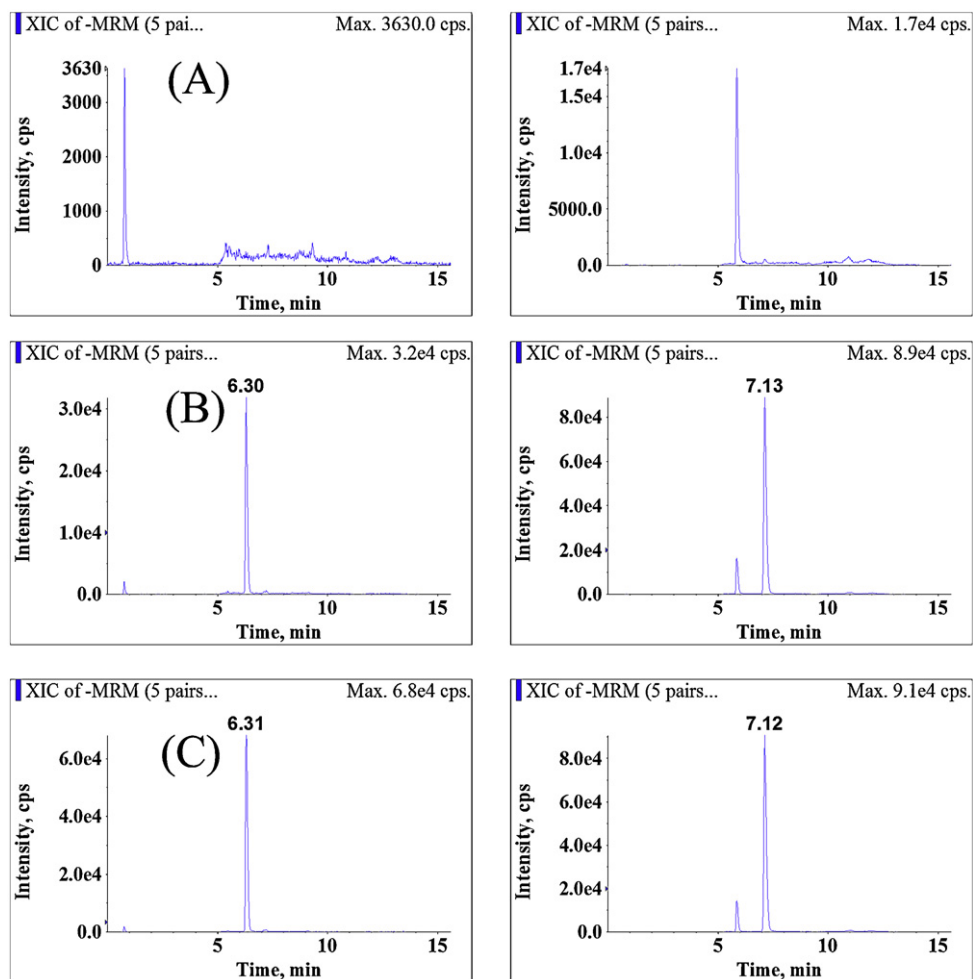 XIC of -MRM (5 pai... Max. 3630.0 cps.
(A)
Intensity, cps
3630
3000
2000
1000
0
5 10 15
Time, min
XIC of -MRM (5 pairs... Max. 1.7e4 cps.
Intensity, cps
1.7e4
1.5e4
1.0e4
5000.0
0.0
5 10 15
Time, min
XIC of -MRM (5 pairs... Max. 3.2e4 cps.
6.30
(B)
Intensity, cps
3.0e4
2.0e4
1.0e4
0.0
5 10 15
Time, min
XIC of -MRM (5 pairs... Max. 8.9e4 cps.
7.13
Intensity, cps
8.0e4
6.0e4
4.0e4
2.0e4
0.0
5 10 15
Time, min
XIC of -MRM (5 pairs... Max. 6.8e4 cps.
6.31
(C)
Intensity, cps
6.0e4
4.0e4
2.0e4
0.0
5 10 15
Time, min
XIC of -MRM (5 pairs... Max. 9.1e4 cps.
7.12
Intensity, cps
8.0e4
6.0e4
4.0e4
2.0e4
0.0
5 10 15
Time, min